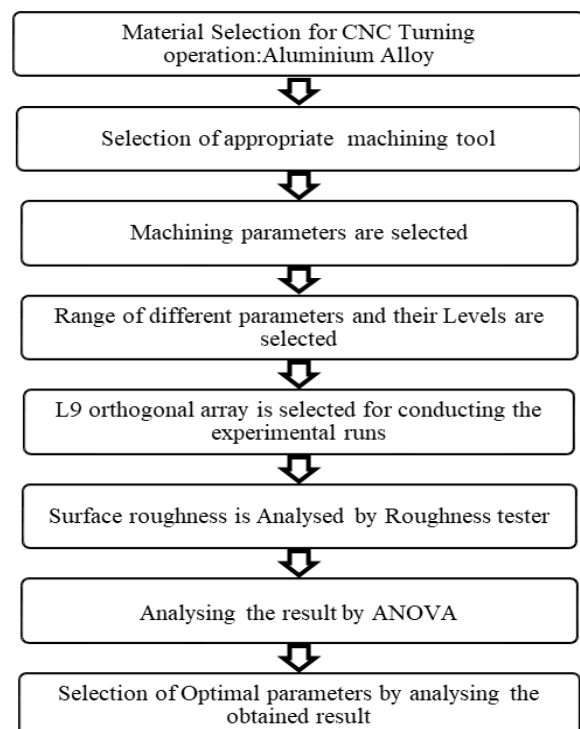 Material Selection for CNC Turning
operation:Aluminium Alloy
Selection of appropriate machining tool
Machining parameters are selected
Range of different parameters and their Levels are
selected
L9 orthogonal array is selected for conducting the
experimental runs
Surface roughness is Analysed by Roughness tester
Analysing the result by ANOVA
Selection of Optimal parameters by analysing the
obtained result